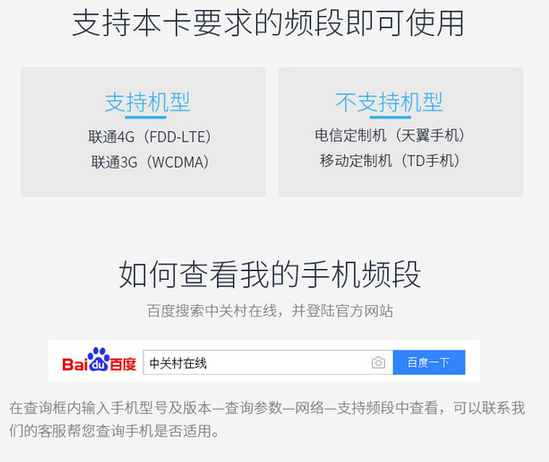 支持本卡要求的频段即可使用
支持机型
联通4G（FDD-LTE）
联通3G（WCDMA）
不支持机型
电信定制机（天翼手机）
移动定制机（TD手机）
如何查看我的手机频段
百度搜索中关村在线，并登陆官方网站
Bai du 百度 中关村在线 百度一下
在查询框内输入手机型号及版本—查询参数—网络—支持频段中查看，可以联系我
们的客服帮您查询手机是否适用。